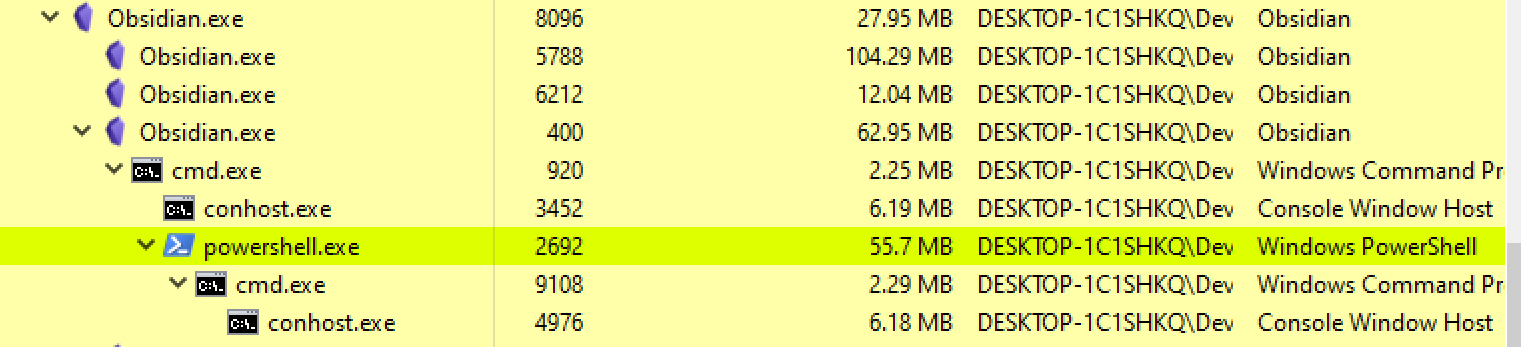 Obsidian.exe 8096 27.95 MB DESKTOP-1C1SHKQ\Dev Obsidian
Obsidian.exe 5788 104.29 MB DESKTOP-1C1SHKQ\Dev Obsidian
Obsidian.exe 6212 12.04 MB DESKTOP-1C1SHKQ\Dev Obsidian
Obsidian.exe 400 62.95 MB DESKTOP-1C1SHKQ\Dev Obsidian
C:\. cmd.exe 920 2.25 MB DESKTOP-1C1SHKQ\Dev Windows Command Pr
C:\. conhost.exe 3452 6.19 MB DESKTOP-1C1SHKQ\Dev Console Window Host
powershell.exe 2692 55.7 MB DESKTOP-1C1SHKQ\Dev Windows PowerShell
C:\. cmd.exe 9108 2.29 MB DESKTOP-1C1SHKQ\Dev Windows Command Pr
C:\. conhost.exe 4976 6.18 MB DESKTOP-1C1SHKQ\Dev Console Window Host